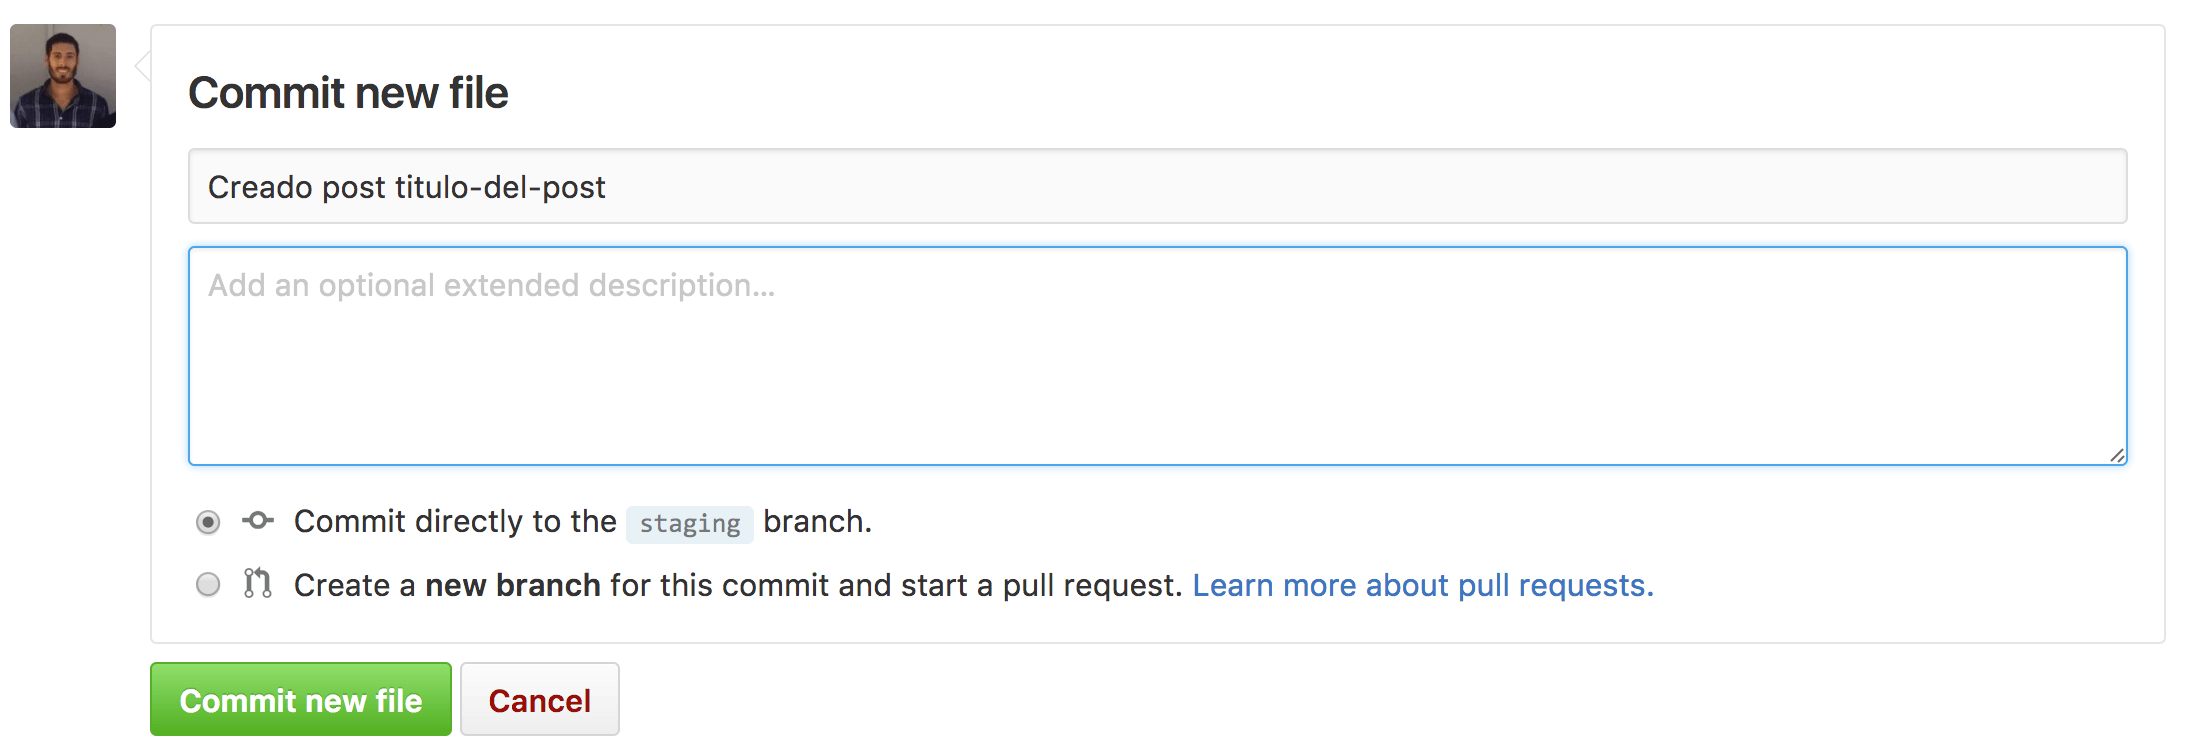 Commit new file
Creado post titulo-del-post
Add an optional extended description...
Commit directly to the staging branch.
Create a new branch for this commit and start a pull request. Learn more about pull requests.
Commit new file
Cancel